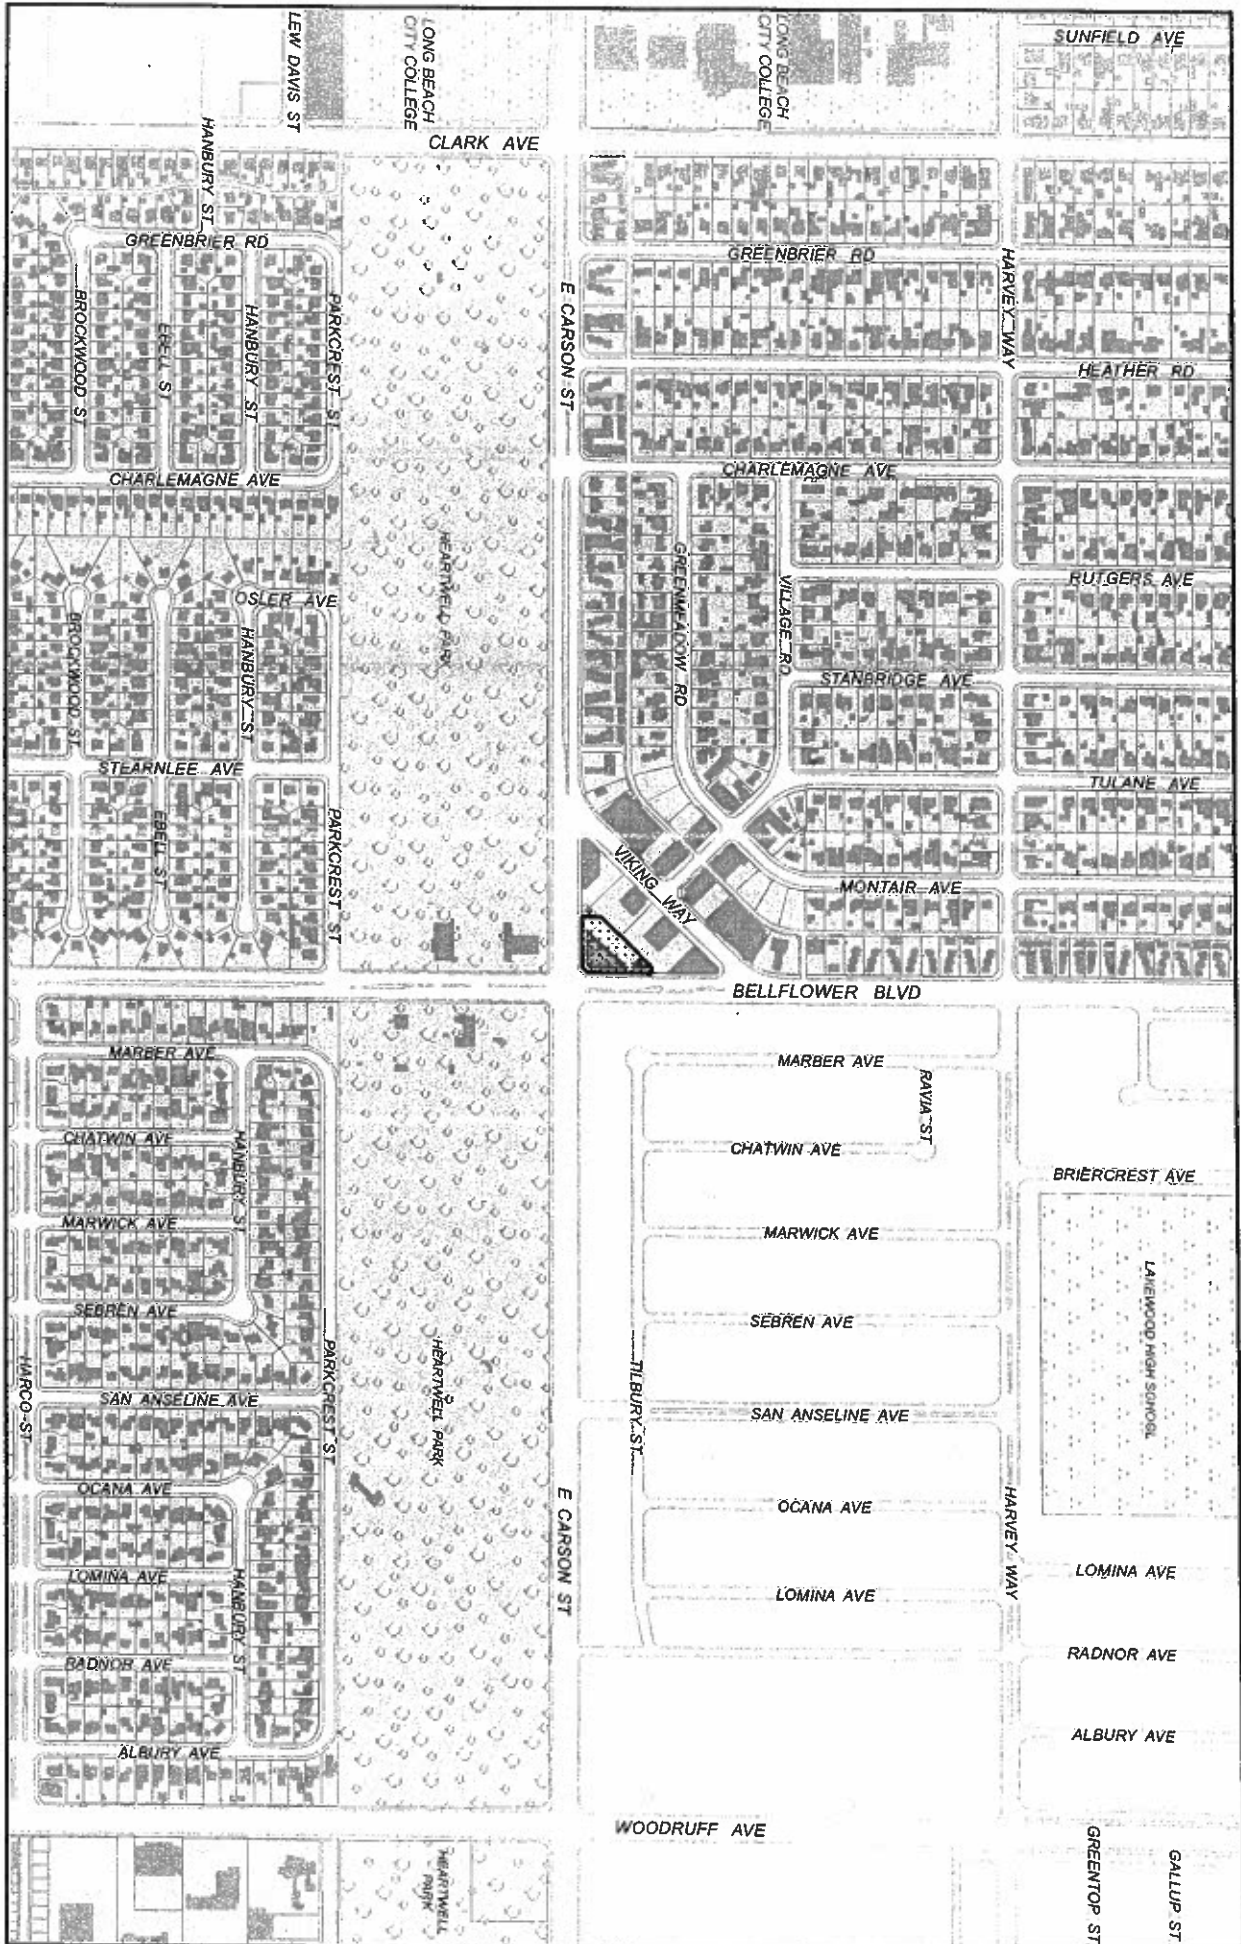 SUNFIELD AVE
LEW DAVIS ST
LONG BEACH
CITY COLLEGE
LONG BEACH
CITY COLLEGE
CLARK AVE
HANBURY ST
GREENBRIER RD
GREENBRIER RD
HARVEY WAY
E CARSON ST
PARKCREST ST
HANBURY ST
EBELL ST
BROCKWOOD ST
HEATHER RD
CHARLEMAGNE AVE
CHARLEMAGNE AVE
HEARTWELL PARK
GREENMEADOW RD
VILLAGE RD
RUTGERS AVE
OSLER AVE
BROCKWOOD ST
HANBURY ST
STANBRIDGE AVE
STEARNLEE AVE
TULANE AVE
EBELL ST
PARKCREST ST
VIKING WAY
MONTAIR AVE
BELLFLOWER BLVD
MARBER AVE
MARBER AVE
RAVIA ST
CHATWIN AVE
HANBURY ST
CHATWIN AVE
BRIERCREST AVE
MARWICK AVE
MARWICK AVE
LAKEWOOD HIGH SCHOOL
SEBREN AVE
SEBREN AVE
HARCO ST
PARKCREST ST
HEARTWELL PARK
TILBURY ST
SAN ANSELINE AVE
SAN ANSELINE AVE
OCANA AVE
OCANA AVE
E CARSON ST
HARVEY WAY
LOMINA AVE
HANBURY ST
LOMINA AVE
LOMINA AVE
RADNOR AVE
RADNOR AVE
ALBURY AVE
ALBURY AVE
WOODRUFF AVE
HEARTWELL
PARK
GREENTOP ST
GALLUP ST